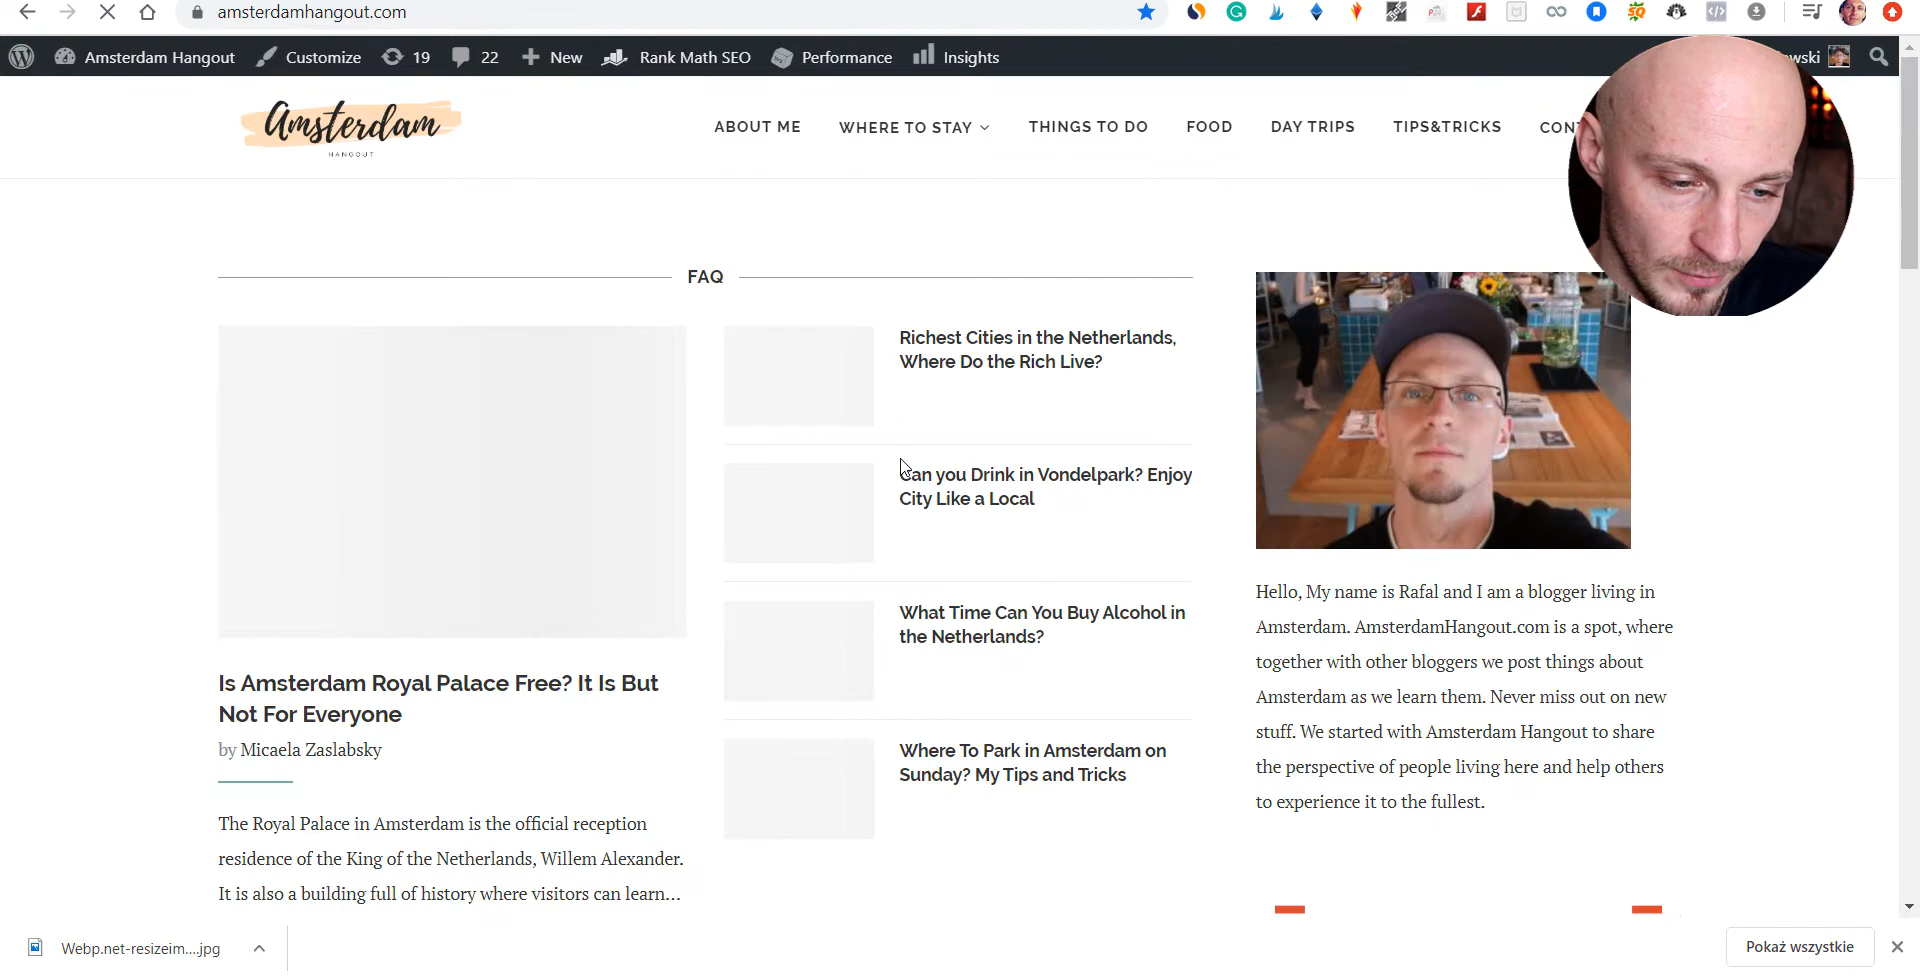 amsterdamhangout.com
Amsterdam Hangout 19 22 New Rank Math SEO Performance Insights wski
Amsterdam
HANGOUT
ABOUT ME WHERE TO STAY THINGS TO DO FOOD DAY TRIPS TIPS&TRICKS CONT
FAQ
Richest Cities in the Netherlands,
Where Do the Rich Live?
Can you Drink in Vondelpark? Enjoy
City Like a Local
What Time Can You Buy Alcohol in
the Netherlands?
Where To Park in Amsterdam on
Sunday? My Tips and Tricks
Is Amsterdam Royal Palace Free? It Is But
Not For Everyone
by Micaela Zaslabsky
The Royal Palace in Amsterdam is the official reception
residence of the King of the Netherlands, Willem Alexander.
It is also a building full of history where visitors can learn...
Hello, My name is Rafal and I am a blogger living in
Amsterdam. AmsterdamHangout.com is a spot, where
together with other bloggers we post things about
Amsterdam as we learn them. Never miss out on new
stuff. We started with Amsterdam Hangout to share
the perspective of people living here and help others
to experience it to the fullest.
Webp.net-resizeim....jpg
Pokaż wszystkie